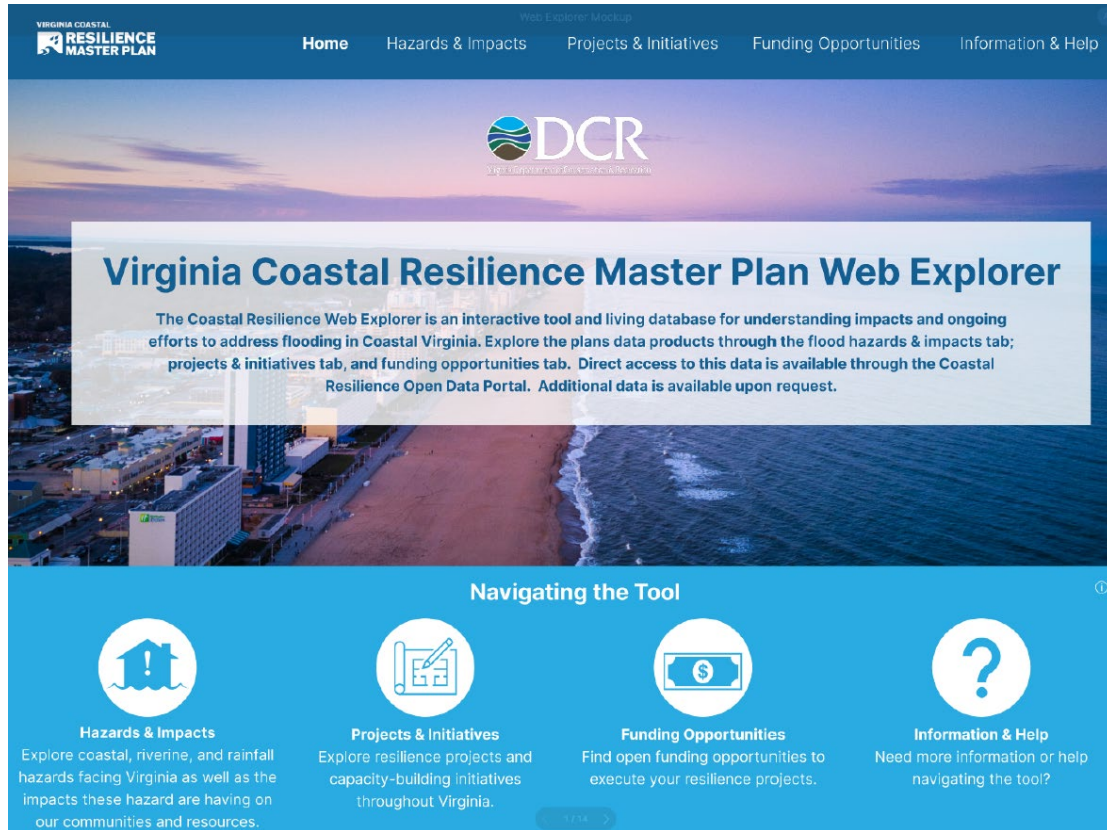 Web Explorer Mockup
VIRGINIA COASTAL
RESILIENCE
MASTER PLAN
Home Hazards & Impacts Projects & Initiatives Funding Opportunities Information & Help
DCR
Virginia Coastal Resilience Master Plan Web Explorer
The Coastal Resilience Web Explorer is an interactive tool and living database for understanding impacts and ongoing
efforts to address flooding in Coastal Virginia. Explore the plans data products through the flood hazards & impacts tab;
projects & initiatives tab, and funding opportunities tab. Direct access to this data is available through the Coastal
Resilience Open Data Portal. Additional data is available upon request.
Navigating the Tool
Hazards & Impacts
Explore coastal, riverine, and rainfall
hazards facing Virginia as well as the
impacts these hazard are having on
our communities and resources.
Projects & Initiatives
Explore resilience projects and
capacity-building initiatives
throughout Virginia.
Funding Opportunities
Find open funding opportunities to
execute your resilience projects.
Information & Help
Need more information or help
navigating the tool?
1 / 14